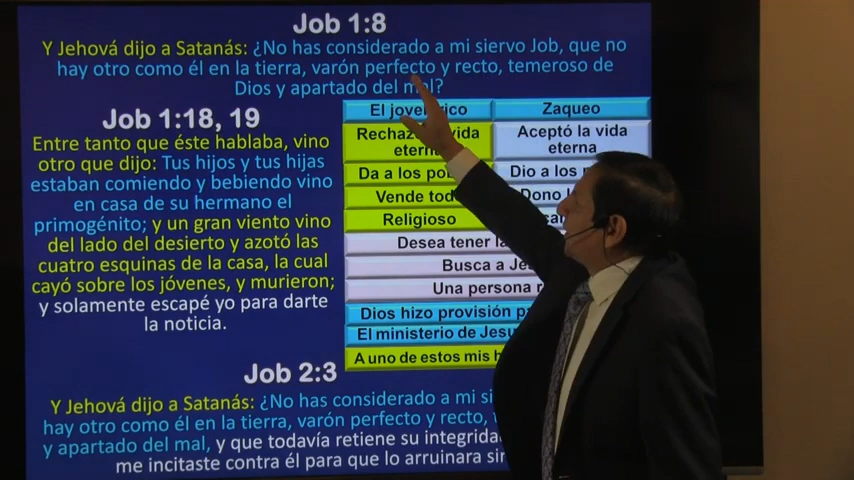 Job 1:8
Y Jehová dijo a Satanás: ¿No has considerado a mi siervo Job, que no
hay otro como él en la tierra, varón perfecto y recto, temeroso de
Dios y apartado del mal?
Job 1:18, 19
Entre tanto que éste hablaba, vino
otro que dijo: Tus hijos y tus hijas
estaban comiendo y bebiendo vino
en casa de su hermano el
primogénito; y un gran viento vino
del lado del desierto y azotó las
cuatro esquinas de la casa, la cual
cayó sobre los jóvenes, y murieron;
y solamente escapé yo para darte
la noticia.
El joven rico Zaqueo
Rechazó vida
eterna
Aceptó la vida
eterna
Da a los Dio a los
Vende Dono
Religioso
Desea tener
Busca a
Una persona
Dios hizo provisión
El ministerio de
A uno de estos mis
Job 2:3
Y Jehová dijo a Satanás: ¿No has considerado a mi
hay otro como él en la tierra, varón perfecto y recto,
y apartado del mal, y que todavía retiene su
me incitaste contra él para que lo arruinara